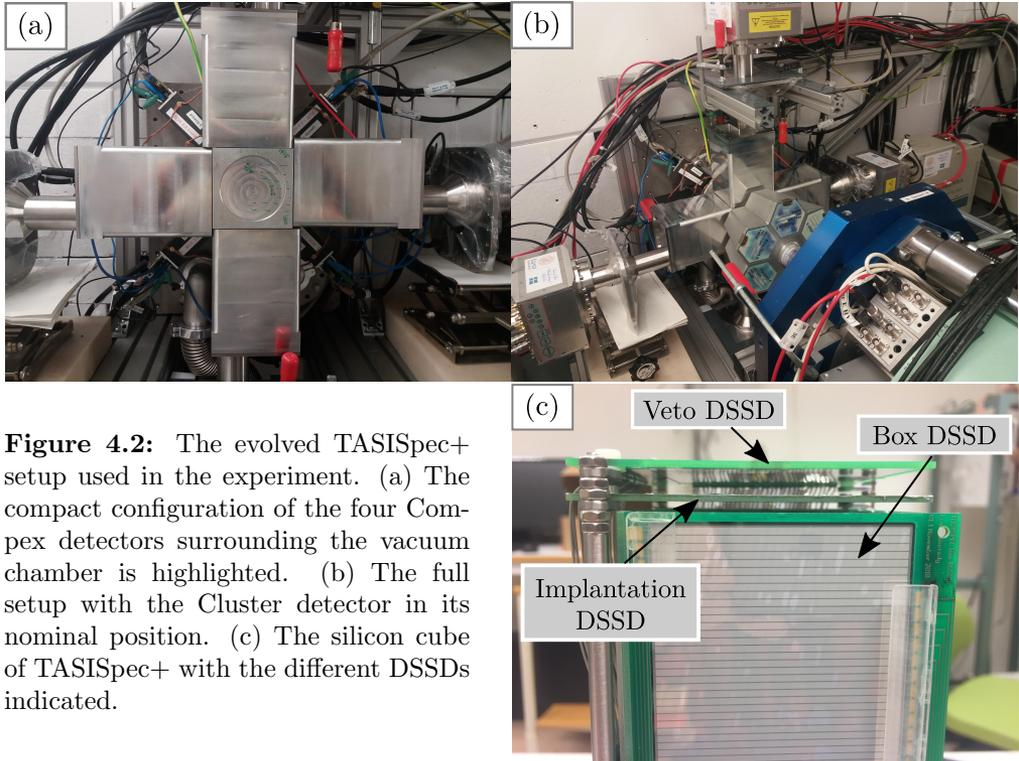 (a)
(b)
Figure 4.2: The evolved TASISpec+
setup used in the experiment. (a) The
compact configuration of the four Com-
pex detectors surrounding the vacuum
chamber is highlighted. (b) The full
setup with the Cluster detector in its
nominal position. (c) The silicon cube
of TASISpec+ with the different DSSDs
indicated.
(c)
Veto DSSD
Box DSSD
Implantation
DSSD